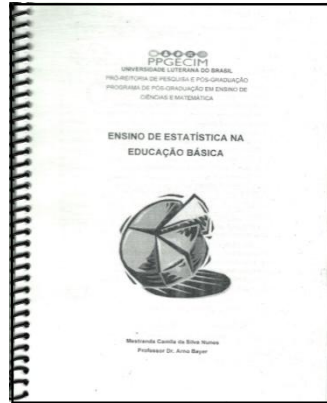 PPGECIM
UNIVERSIDADE LUTERANA DO BRASIL
PRÓ-REITORIA DE PESQUISA E PÓS-GRADUAÇÃO
PROGRAMA DE PÓS-GRADUAÇÃO EM ENSINO DE
CIÊNCIAS E MATEMÁTICA
ENSINO DE ESTATÍSTICA NA
EDUCAÇÃO BÁSICA
Mestranda Camila da Silva Nunes
Professor Dr. Arno Bayer